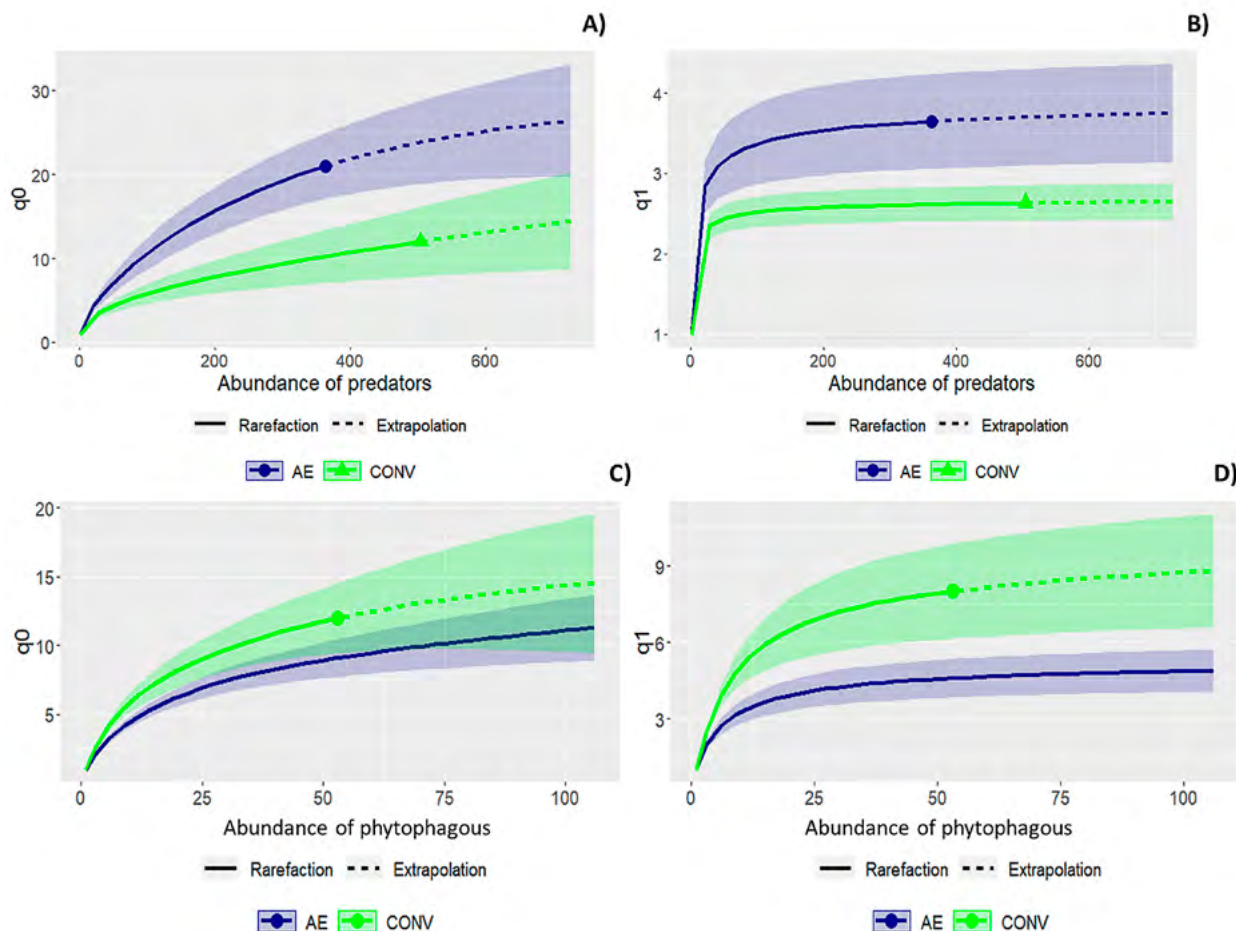 A)
B)
30
20
10
0
q0
0 200 400 600
Abundance of predators
Rarefaction Extrapolation
AE CONV
4
3
2
1
q1
0 200 400 600
Abundance of predators
Rarefaction Extrapolation
AE CONV
C)
D)
20
15
10
5
q0
0 25 50 75 100
Abundance of phytophagous
Rarefaction Extrapolation
AE CONV
9
6
3
q1
0 25 50 75 100
Abundance of phytophagous
Rarefaction Extrapolation
AE CONV